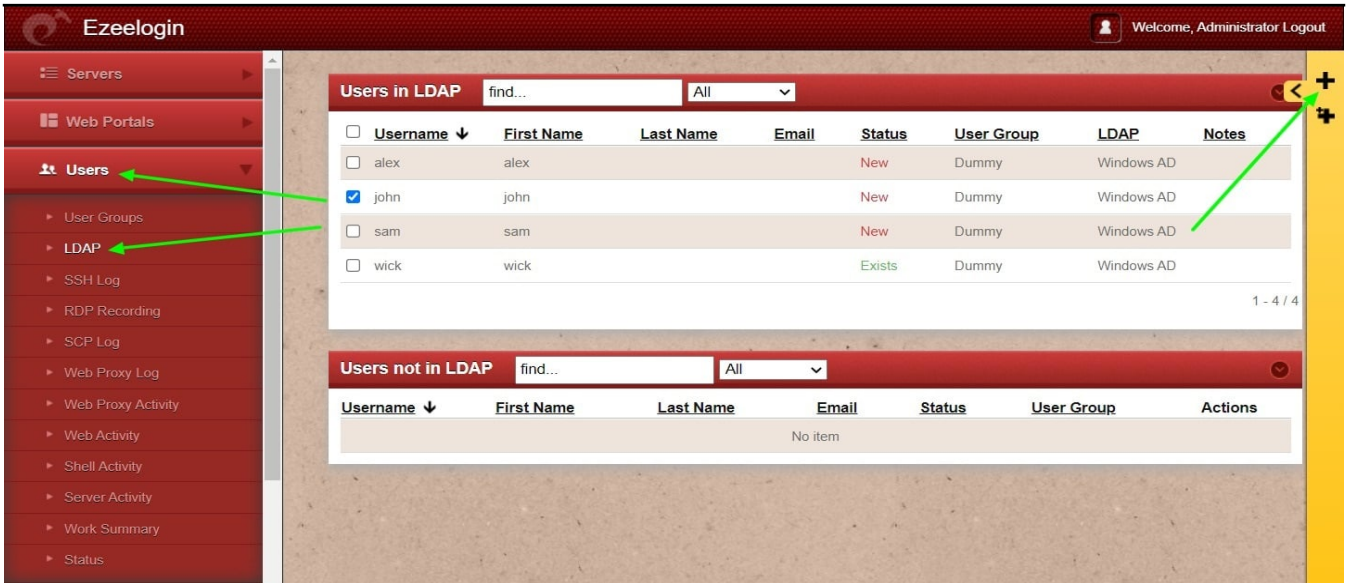 Ezeelogin
Welcome, Administrator Logout
Servers
Web Portals
Users
User Groups
LDAP
SSH Log
RDP Recording
SCP Log
Web Proxy Log
Web Proxy Activity
Web Activity
Shell Activity
Server Activity
Work Summary
Status
Users in LDAP find... All
Username First Name Last Name Email Status User Group LDAP Notes
alex alex New Dummy Windows AD
john john New Dummy Windows AD
sam sam New Dummy Windows AD
wick wick Exists Dummy Windows AD
1 - 4 / 4
Users not in LDAP find... All
Username First Name Last Name Email Status User Group Actions
No item